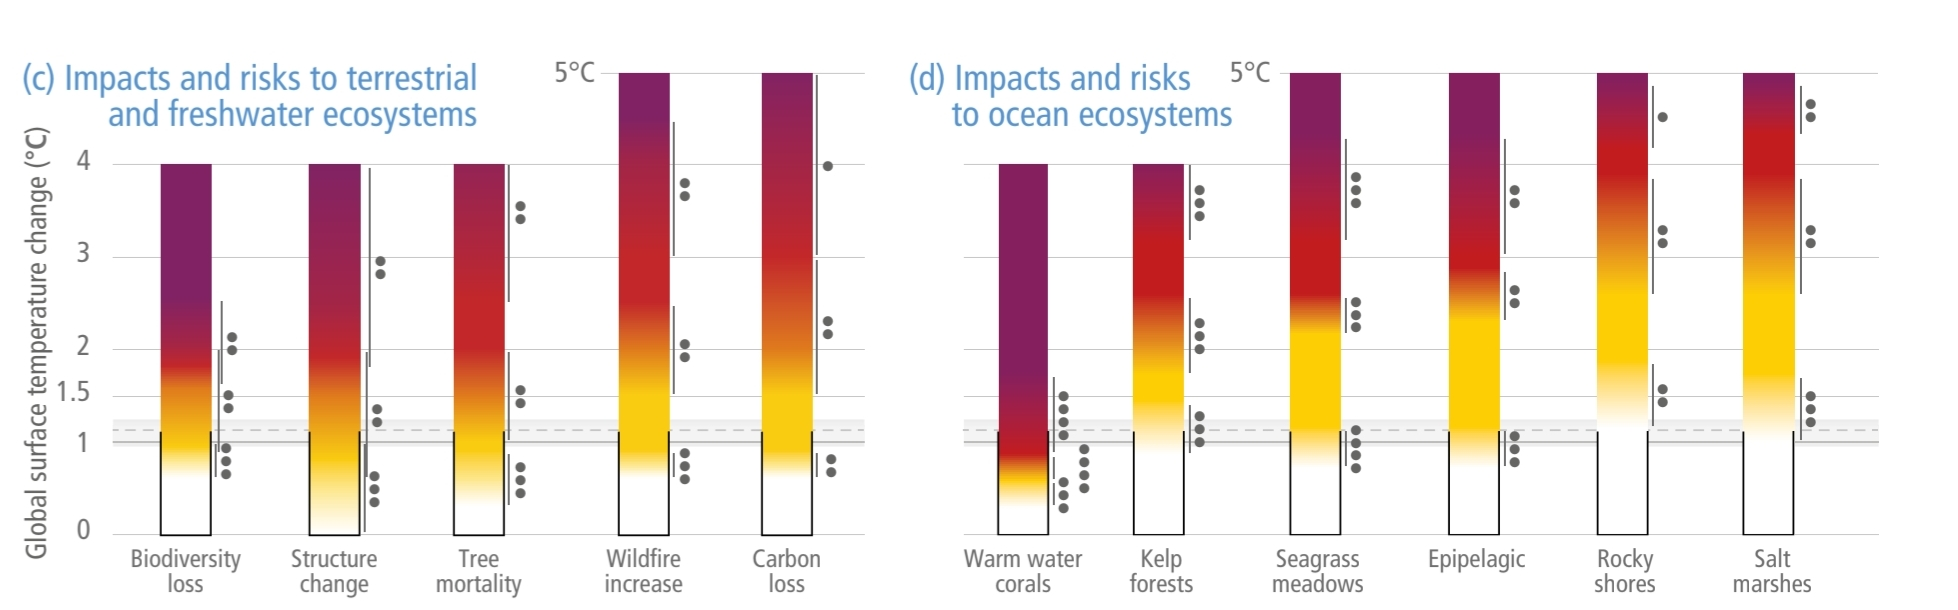 (c) Impacts and risks to terrestrial
and freshwater ecosystems
5°C
Global surface temperature change (°C)
4
3
2
1.5
1
0
Biodiversity
loss
Structure
change
Tree
mortality
Wildfire
increase
Carbon
loss
(d) Impacts and risks
to ocean ecosystems
5°C
Warm water
corals
Kelp
forests
Seagrass
meadows
Epipelagic
Rocky
shores
Salt
marshes